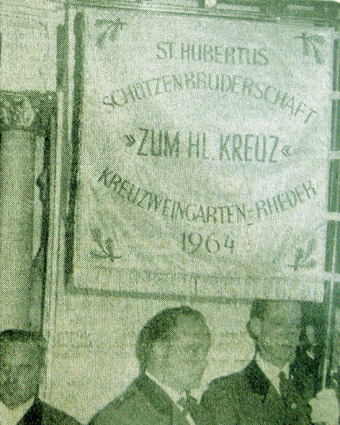 ST. HUBERTUS
SCHÜTZENBRUDERSCHAFT
»ZUM HL. KREUZ«
KREUZWEINGARTEN-RHEDER
1964